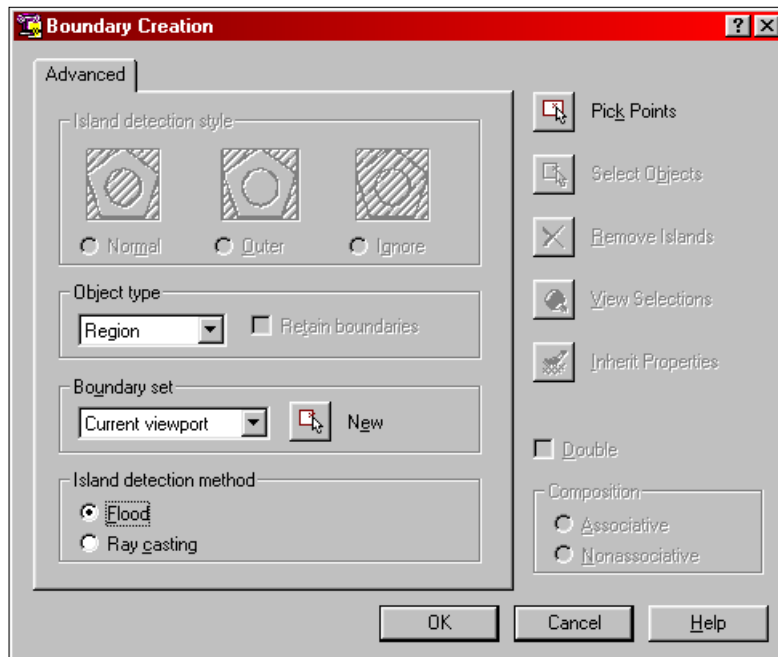 Boundary Creation
Advanced
Island detection style
Normal
Outer
Ignore
Object type
Region
Retain boundaries
Boundary set
Current viewport
New
Island detection method
Flood
Ray casting
Pick Points
Select Objects
Remove Islands
View Selections
Inherit Properties
Double
Composition
Associative
Nonassociative
OK
Cancel
Help